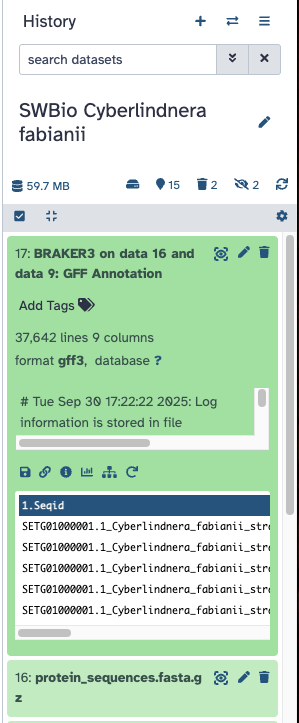 History
search datasets
SWBio Cyberlindnera
fabianii
59.7 MB
15
2
2
17: BRAKER3 on data 16 and
data 9: GFF Annotation
Add Tags
37,642 lines 9 columns
format gff3, database ?
# Tue Sep 30 17:22:22 2025: Log
information is stored in file
1.Seqid
SETG01000001.1_Cyberlindnera_fabianii_str
SETG01000001.1_Cyberlindnera_fabianii_str
SETG01000001.1_Cyberlindnera_fabianii_str
SETG01000001.1_Cyberlindnera_fabianii_str
SETG01000001.1_Cyberlindnera_fabianii_str
16: protein_sequences.fasta.g
z